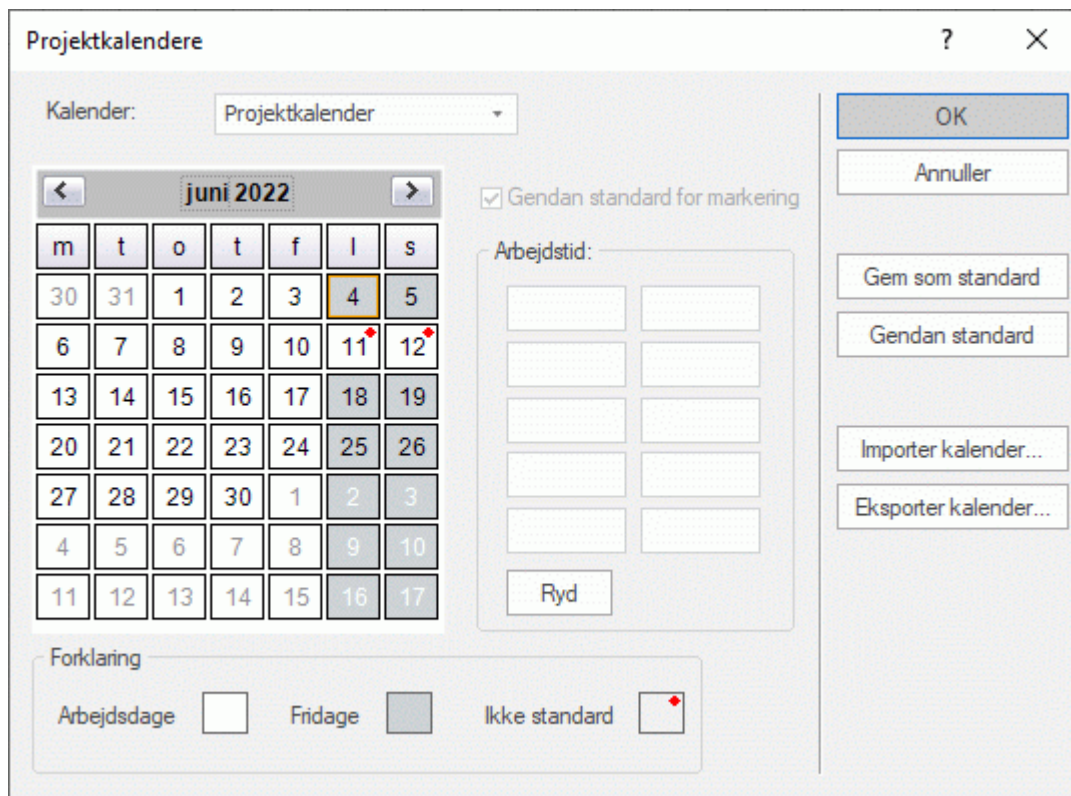 Projektkalendere ?
Kalender: Projektkalender
OK
Annuller
juni 2022
Gendan standard for markering
m t o t f l s
Arbejdstid:
30 31 1 2 3 4 5
Gem som standard
6 7 8 9 10 11 12
Gendan standard
13 14 15 16 17 18 19
20 21 22 23 24 25 26
Importer kalender...
27 28 29 30 1 2 3
Eksporter kalender...
4 5 6 7 8 9 10
11 12 13 14 15 16 17
Ryd
Forklaring
Arbejdsdage Fridage Ikke standard